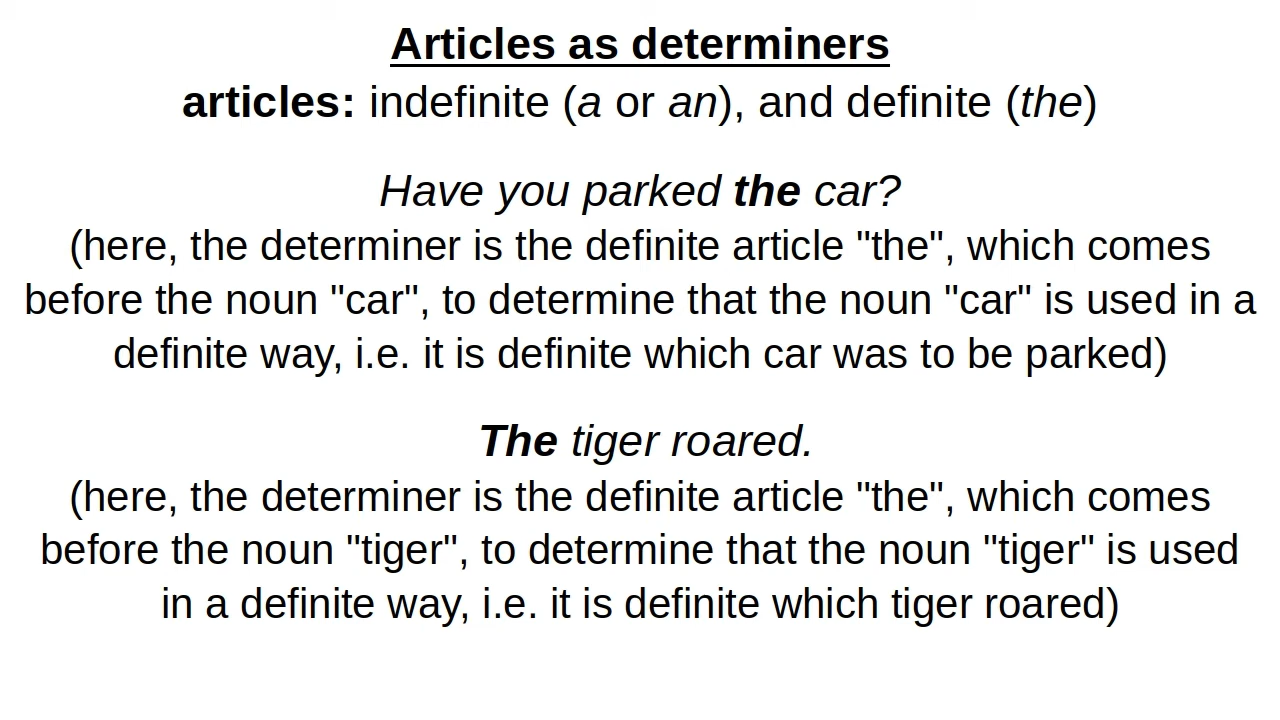 Articles as determiners
articles: indefinite (a or an), and definite (the)
Have you parked the car?
(here, the determiner is the definite article "the", which comes
before the noun "car", to determine that the noun "car" is used in a
definite way, i.e. it is definite which car was to be parked)
The tiger roared.
(here, the determiner is the definite article "the", which comes
before the noun "tiger", to determine that the noun "tiger" is used
in a definite way, i.e. it is definite which tiger roared)